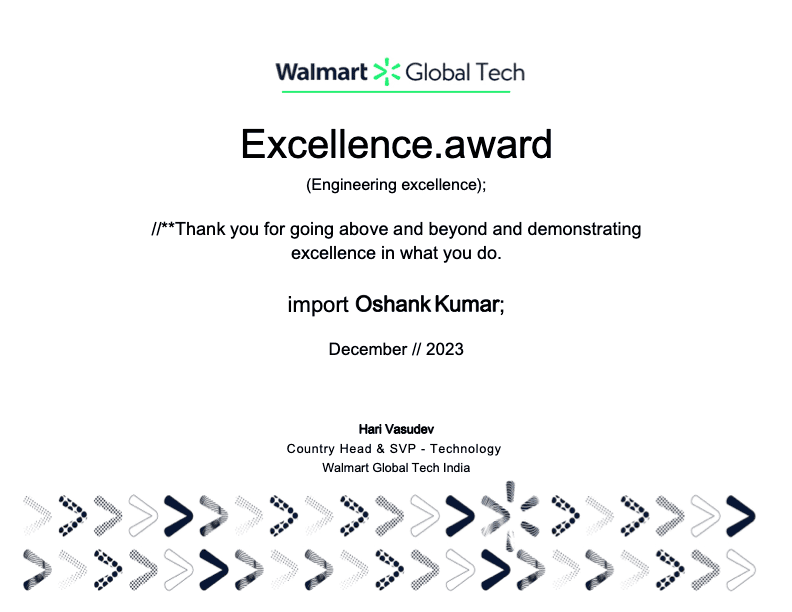 Walmart Global Tech
Excellence.award
(Engineering excellence);
//**Thank you for going above and beyond and demonstrating
excellence in what you do.
import Oshank Kumar;
December // 2023
Hari Vasudev
Country Head & SVP - Technology
Walmart Global Tech India